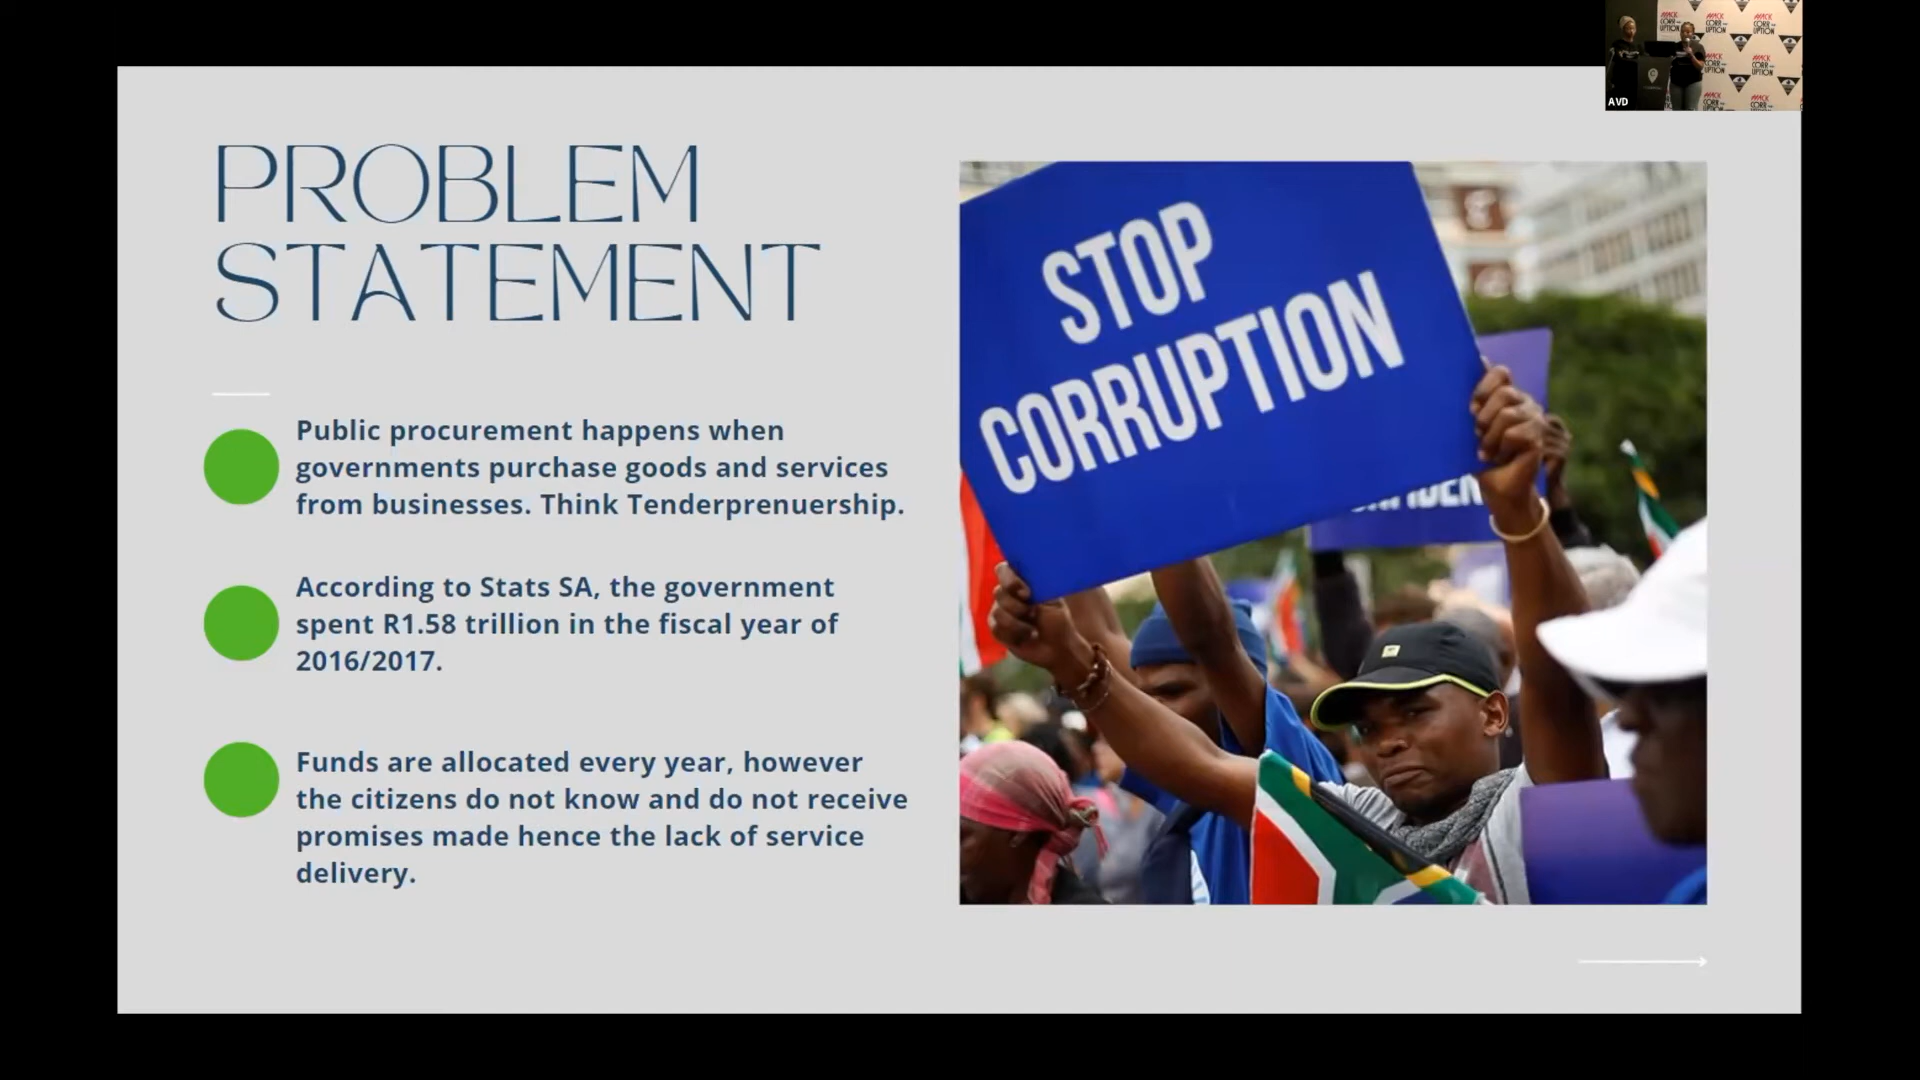 AVD
HACK
CORR
UPTION
PROBLEM
STATEMENT
Public procurement happens when
governments purchase goods and services
from businesses. Think Tenderprenuership.
According to Stats SA, the government
spent R1.58 trillion in the fiscal year of
2016/2017.
Funds are allocated every year, however
the citizens do not know and do not receive
promises made hence the lack of service
delivery.
STOP
CORRUPTION